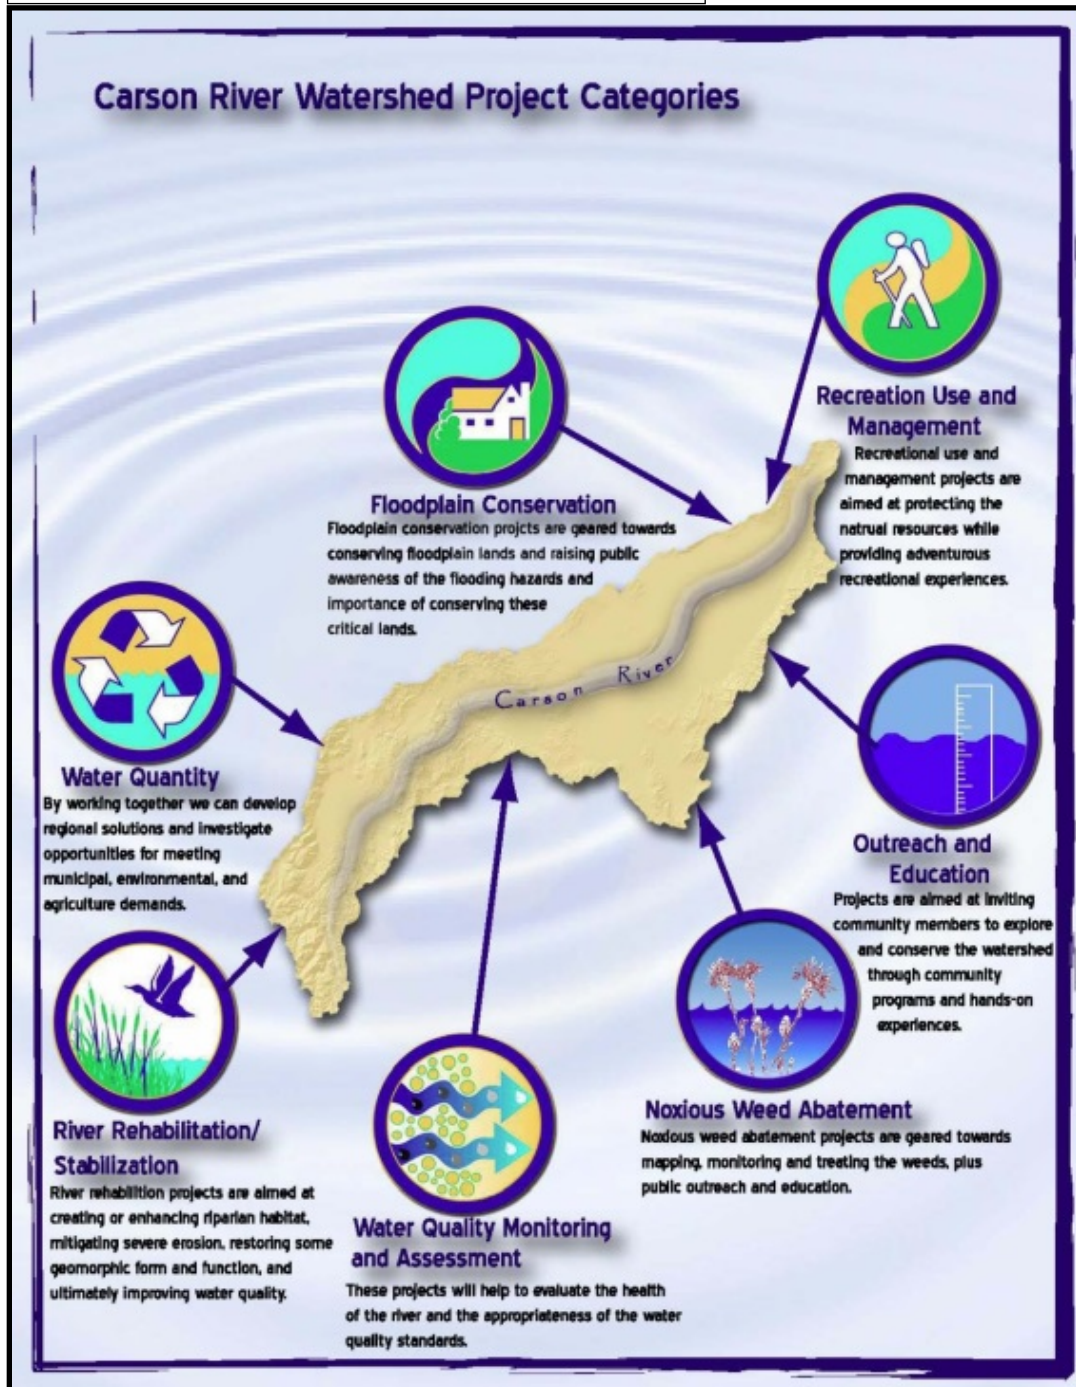 Carson River Watershed Project Categories
Recreation Use and
Management
Recreational use and
management projects are
aimed at protecting the
natrual resources while
providing adventurous
recreational experiences.
Floodplain Conservation
Floodplain conservation projcts are geared towards
conserving floodplain lands and raising public
awareness of the flooding hazards and
importance of conserving these
critical lands.
Carson River
Water Quantity
By working together we can develop
regional solutions and investigate
opportunities for meeting
municipal, environmental, and
agriculture demands.
Outreach and
Education
Projects are aimed at inviting
community members to explore
and conserve the watershed
through community
programs and hands-on
experiences.
River Rehabilitation/
Stabilization
River rehabilition projects are aimed at
creating or enhancing riparian habitat,
mitigating severe erosion, restoring some
geomorphic form and function, and
ultimately improving water quality.
Water Quality Monitoring
and Assessment
These projects will help to evaluate the health
of the river and the appropriateness of the water
quality standards.
Noxious Weed Abatement
Noxious weed abatement projects are geared towards
mapping, monitoring and treating the weeds, plus
public outreach and education.